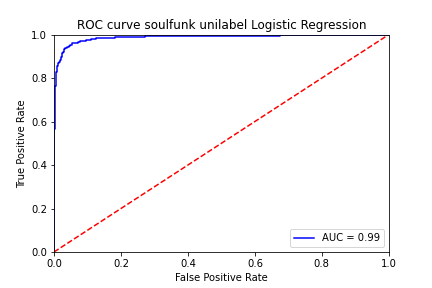 ROC curve soulfunk unilabel Logistic Regression
1.0
0.8
0.6
0.4
0.2
0.0
True Positive Rate
AUC = 0.99
0.0 0.2 0.4 0.6 0.8 1.0
False Positive Rate